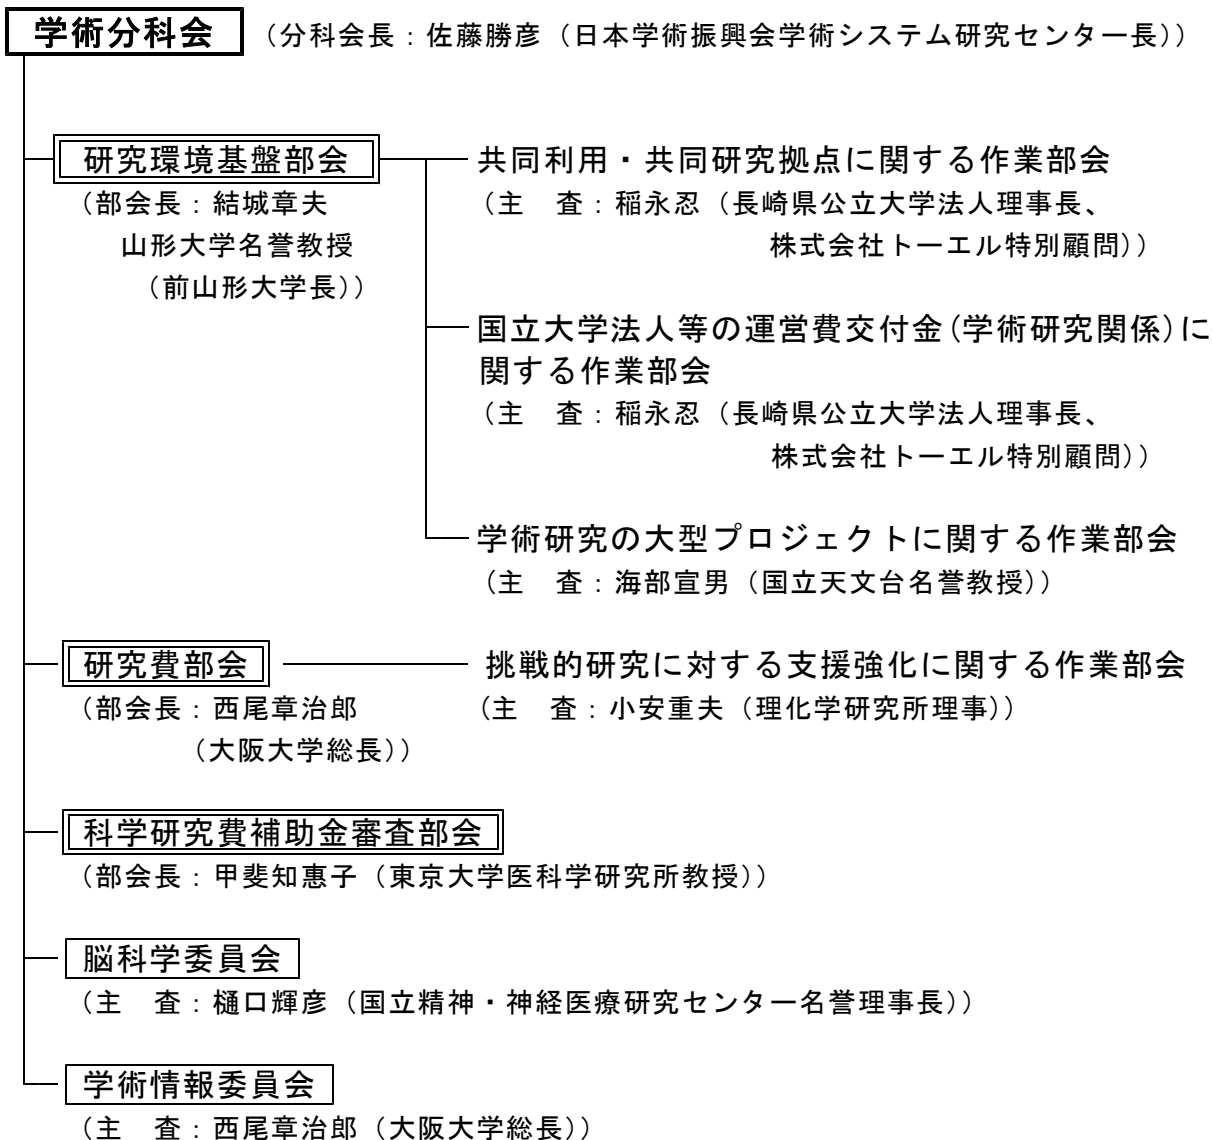 学術分科会 (分科会長:佐藤勝彦(日本学術振興会学術システム研究センター長))
研究環境基盤部会
(部会長:結城章夫
山形大学名誉教授
(前山形大学長))
共同利用・共同研究拠点に関する作業部会
(主 査:稲永忍(長崎県公立大学法人理事長、
株式会社トーエル特別顧問))
国立大学法人等の運営費交付金(学術研究関係)に
関する作業部会
(主 査:稲永忍(長崎県公立大学法人理事長、
株式会社トーエル特別顧問))
学術研究の大型プロジェクトに関する作業部会
(主 査:海部宣男(国立天文台名誉教授))
研究費部会
(部会長:西尾章治郎
(大阪大学総長))
挑戦的研究に対する支援強化に関する作業部会
(主 査:小安重夫(理化学研究所理事))
科学研究費補助金審査部会
(部会長:甲斐知惠子(東京大学医科学研究所教授))
脳科学委員会
(主 査:樋口輝彦(国立精神・神経医療研究センター名誉理事長))
学術情報委員会
(主 査:西尾章治郎(大阪大学総長))